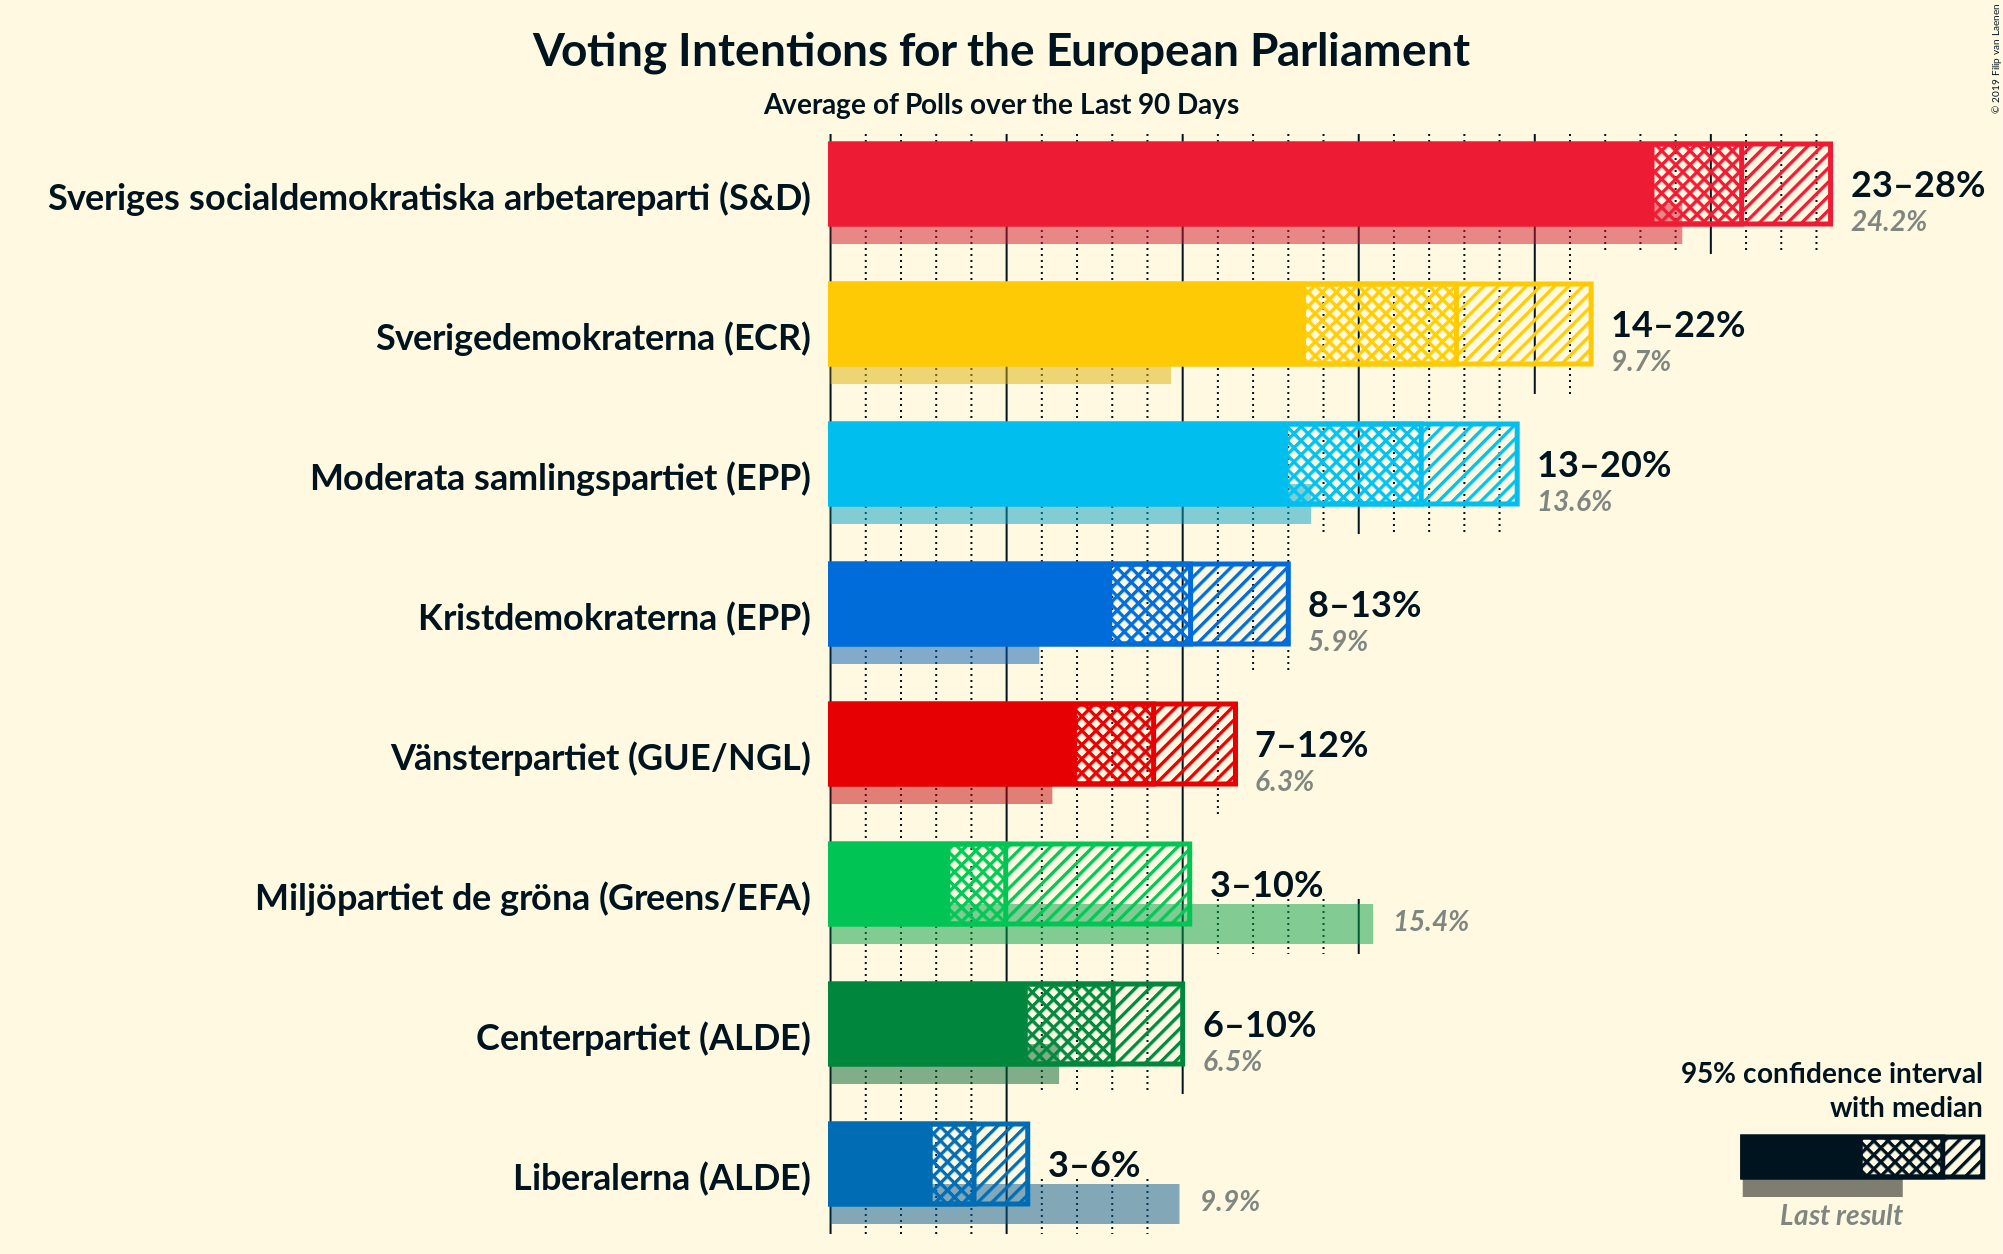 Voting Intentions for the European Parliament
Average of Polls over the Last 90 Days
© 2019 Filip van Laenen
Sveriges socialdemokratiska arbetareparti (S&D)
23–28%
24.2%
Sverigedemokraterna (ECR)
14–22%
9.7%
Moderata samlingspartiet (EPP)
13–20%
13.6%
Kristdemokraterna (EPP)
8–13%
5.9%
Vänsterpartiet (GUE/NGL)
7–12%
6.3%
Miljöpartiet de gröna (Greens/EFA)
3–10%
15.4%
Centerpartiet (ALDE)
6–10%
6.5%
Liberalerna (ALDE)
3–6%
9.9%
95% confidence interval
with median
Last result